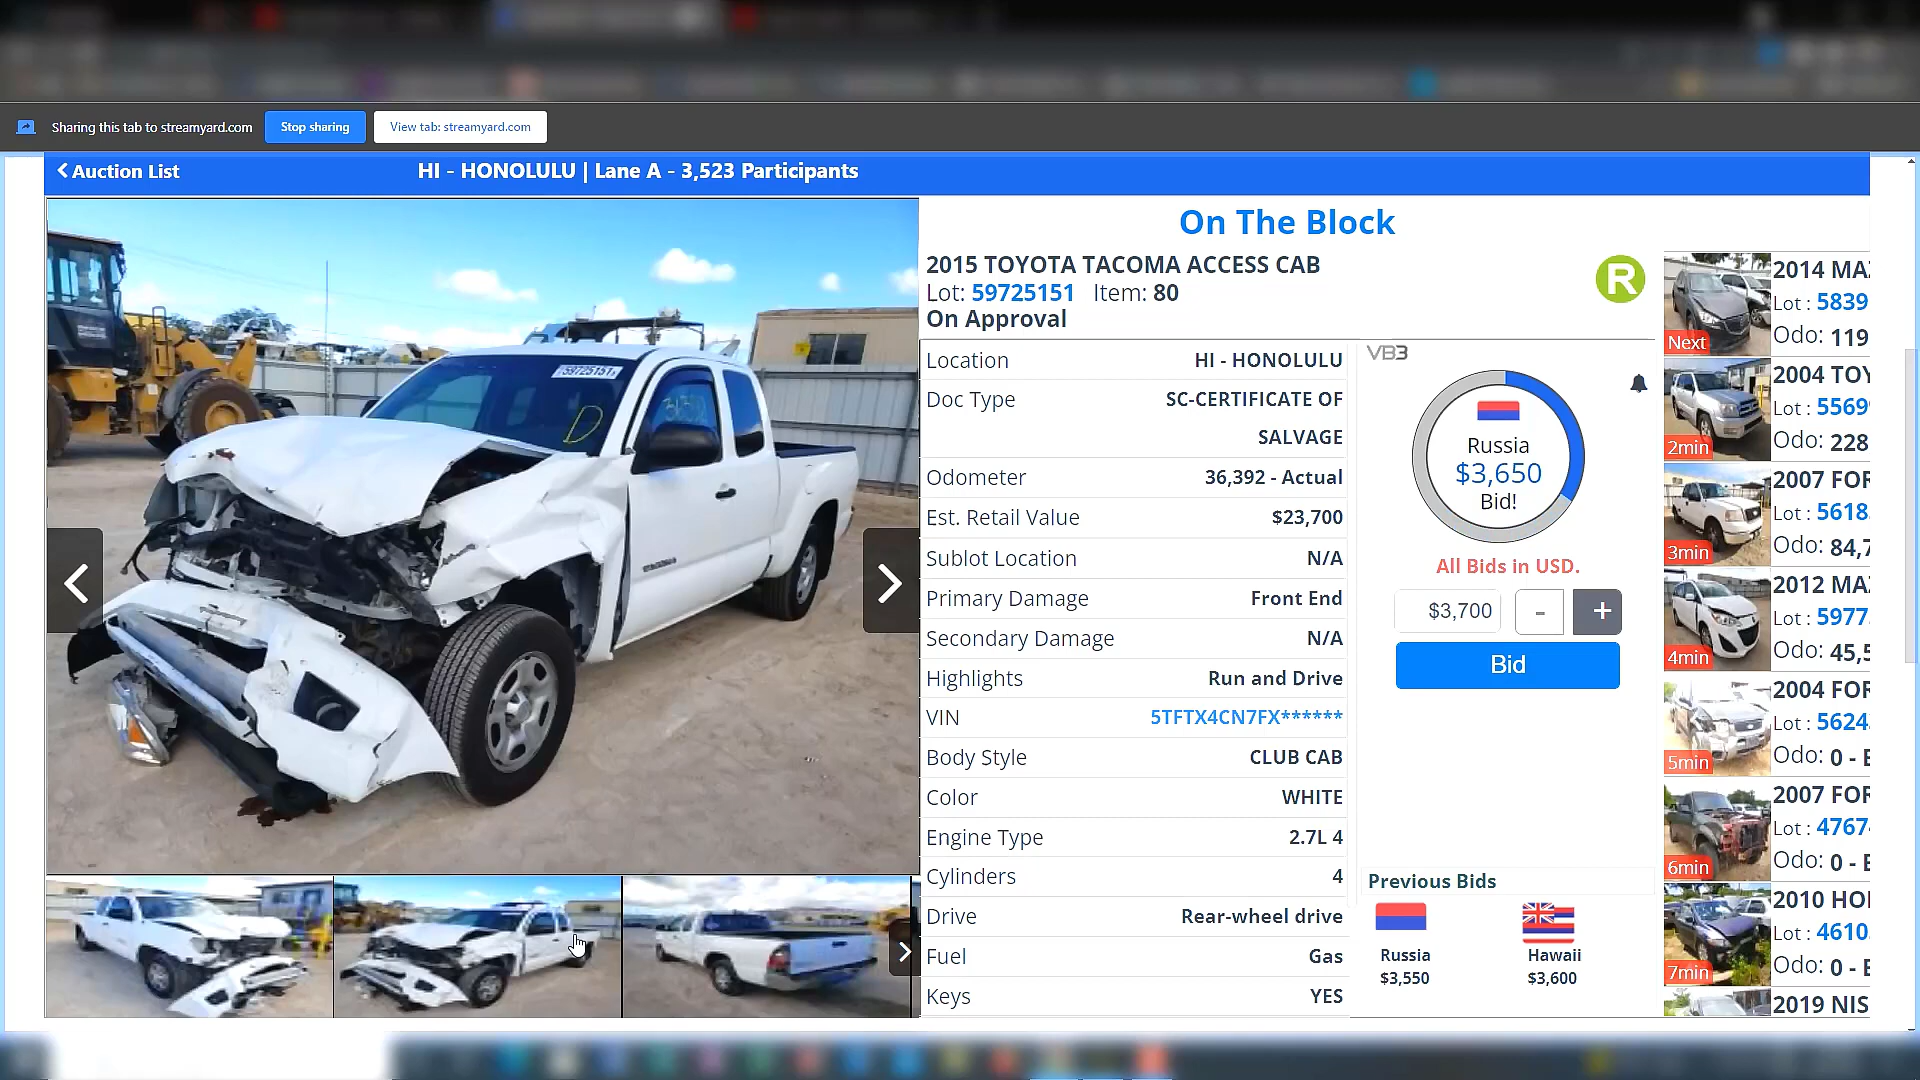 Sharing this tab to streamyard.com
Stop sharing
View tab: streamyard.com
Auction List
HI - HONOLULU | Lane A - 3,523 Participants
On The Block
2015 TOYOTA TACOMA ACCESS CAB
Lot: 59725151 Item: 80
On Approval
R
Location HI - HONOLULU
Doc Type SC-CERTIFICATE OF
SALVAGE
Odometer 36,392 - Actual
Est. Retail Value $23,700
Sublot Location N/A
Primary Damage Front End
Secondary Damage N/A
Highlights Run and Drive
VIN 5TFTX4CN7FX******
Body Style CLUB CAB
Color WHITE
Engine Type 2.7L 4
Cylinders 4
Drive Rear-wheel drive
Fuel Gas
Keys YES
VB3
Russia
$3,650
Bid!
All Bids in USD.
$3,700
-
+
Bid
Previous Bids
Russia
$3,550
Hawaii
$3,600
2014 MA
Lot : 5839
Odo: 119
Next
2004 TOY
Lot : 5569
Odo: 228
2min
2007 FOR
Lot : 5618
Odo: 84,7
3min
2012 MA
Lot : 5977
Odo: 45,5
4min
2004 FOR
Lot : 5624
Odo: 0 - E
5min
2007 FOR
Lot : 4767
Odo: 0 - E
6min
2010 HO
Lot : 4610
Odo: 0 - E
7min
2019 NIS
59725151
D